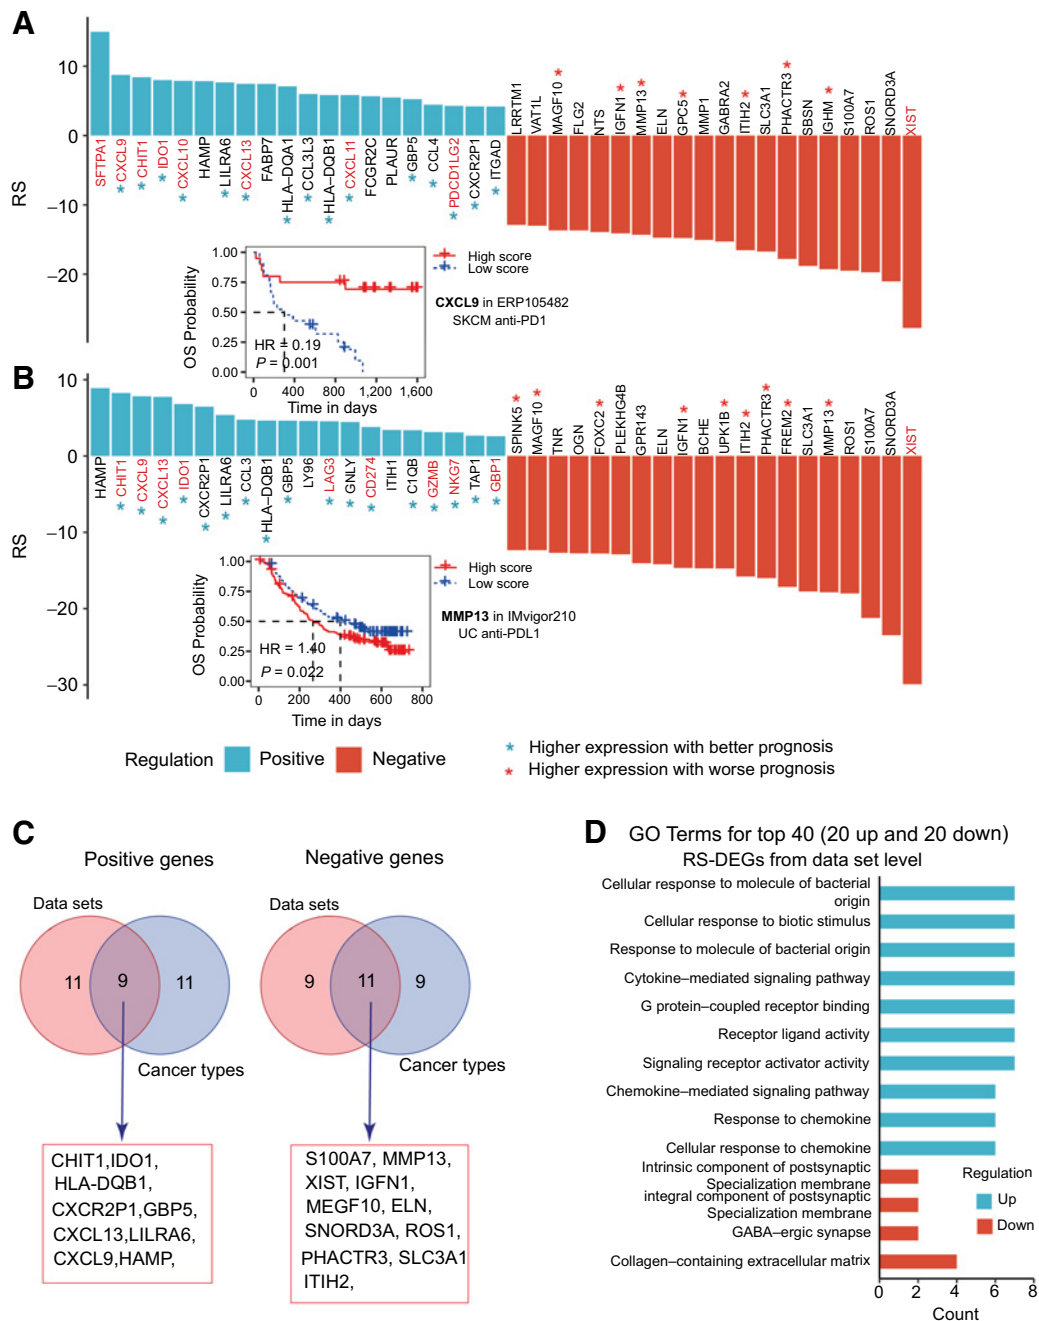 A
10
0
−10
−20
RS
SFTPA1
CXCL9
CHIT1
IDO1
CXCL10
HAMP
LILRA6
CXCL13
FABP7
HLA−DQA1
CCL3L3
HLA−DQB1
CXCL11
FCGR2C
PLAUR
GBP5
CCL4
PDCD1LG2
CXCR2P1
ITGAD
LRRTM1
VAT1L
MAGF10
FLG2
NTS
IGFN1
MMP13
ELN
GPC5
MMP1
GABRA2
ITIH2
SLC3A1
PHACTR3
SBSN
IGHM
S100A7
ROS1
SNORD3A
XIST
OS Probability
1.00
0.75
0.50
0.25
0.00
HR = 0.19
P = 0.001
0 400 800 1,200 1,600
Time in days
High score
Low score
CXCL9 in ERP105482
SKCM anti-PD1
B
10
0
−10
−20
−30
RS
HAMP
CHIT1
CXCL9
CXCL13
IDO1
CXCR2P1
LILRA6
CCL3
HLA−DQB1
GBP5
LY96
LAG3
GNLY
CD274
ITIH1
C1QB
GZMB
NKG7
TAP1
GBP1
SPINK5
MAGF10
TNR
OGN
FOXC2
PLEKHG4B
GPR143
ELN
IGFN1
BCHE
UPK1B
ITIH2
PHACTR3
FREM2
SLC3A1
MMP13
ROS1
S100A7
SNORD3A
XIST
OS Probability
1.00
0.75
0.50
0.25
0.00
HR = 1.40
P = 0.022
0 200 400 600 800
Time in days
High score
Low score
MMP13 in IMvigor210
UC anti-PDL1
Regulation Positive Negative
* Higher expression with better prognosis
* Higher expression with worse prognosis
C
Positive genes
Data sets
11 9 11
Cancer types
CHIT1,IDO1,
HLA-DQB1,
CXCR2P1,GBP5,
CXCL13,LILRA6,
CXCL9,HAMP,
Negative genes
Data sets
9 11 9
Cancer types
S100A7, MMP13,
XIST, IGFN1,
MEGF10, ELN,
SNORD3A, ROS1,
PHACTR3, SLC3A1
ITIH2,
D
GO Terms for top 40 (20 up and 20 down)
RS-DEGs from data set level
Cellular response to molecule of bacterial
origin
Cellular response to biotic stimulus
Response to molecule of bacterial origin
Cytokine−mediated signaling pathway
G protein−coupled receptor binding
Receptor ligand activity
Signaling receptor activator activity
Chemokine−mediated signaling pathway
Response to chemokine
Cellular response to chemokine
Intrinsic component of postsynaptic
Specialization membrane
integral component of postsynaptic
Specialization membrane
GABA−ergic synapse
Collagen−containing extracellular matrix
Regulation
Up
Down
0 2 4 6 8
Count